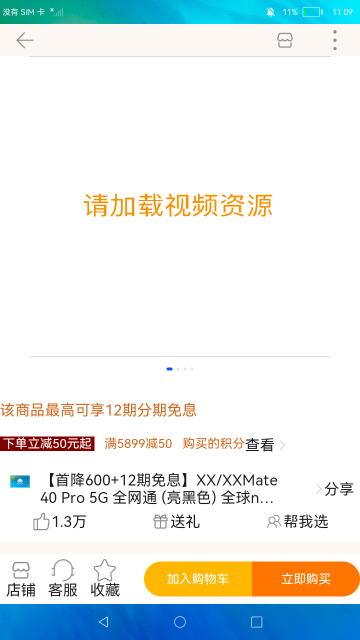 没有 SIM 卡 11% 11:09
请加载视频资源
该商品最高可享12期分期免息
下单立减50元起 满5899减50 购买的积分查看
【首降600+12期免息】XX/XXMate
40 Pro 5G 全网通 (亮黑色) 全球n... 分享
1.3万 送礼 帮我选
店铺 客服 收藏 加入购物车 立即购买